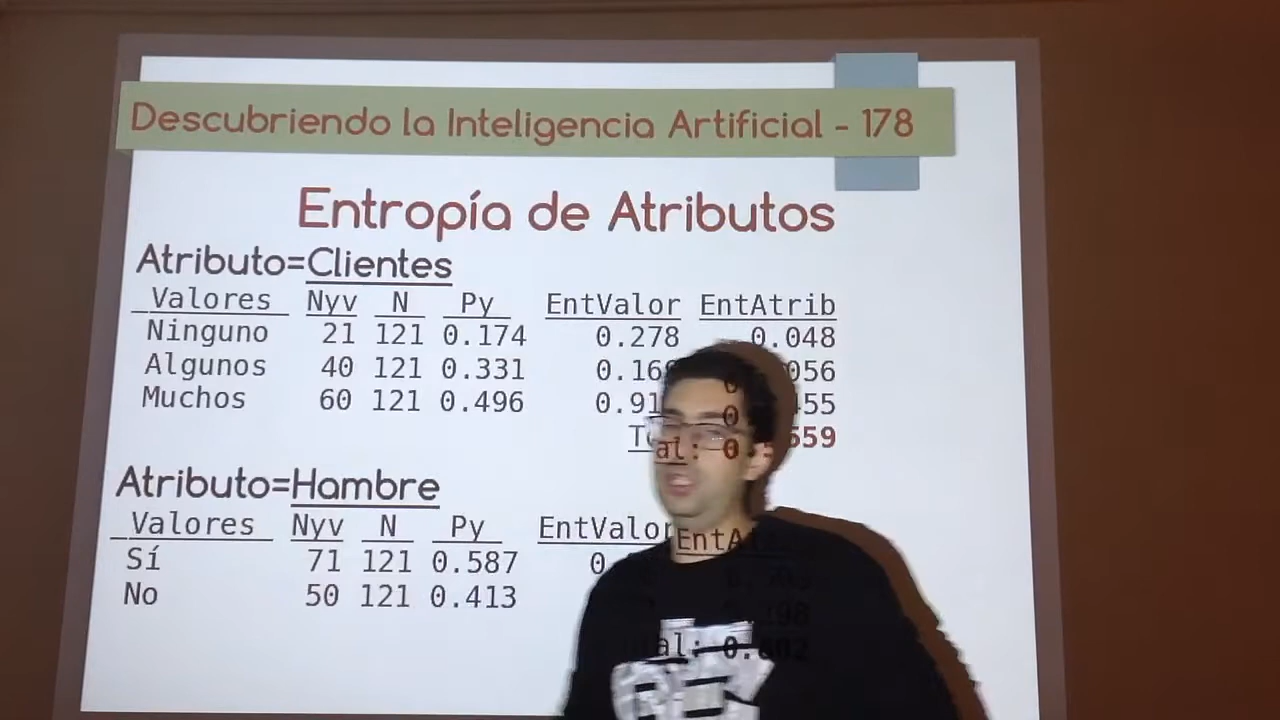 Descubriendo la Inteligencia Artificial - 178
Entropía de Atributos
Atributo=Clientes
Valores Nyv N Py EntValor EntAtrib
Ninguno 21 121 0.174 0.278 0.048
Algunos 40 121 0.331
Muchos 60 121 0.496
Atributo=Hambre
Valores Nyv N Py EntValor
Sí 71 121 0.587
No 50 121 0.413